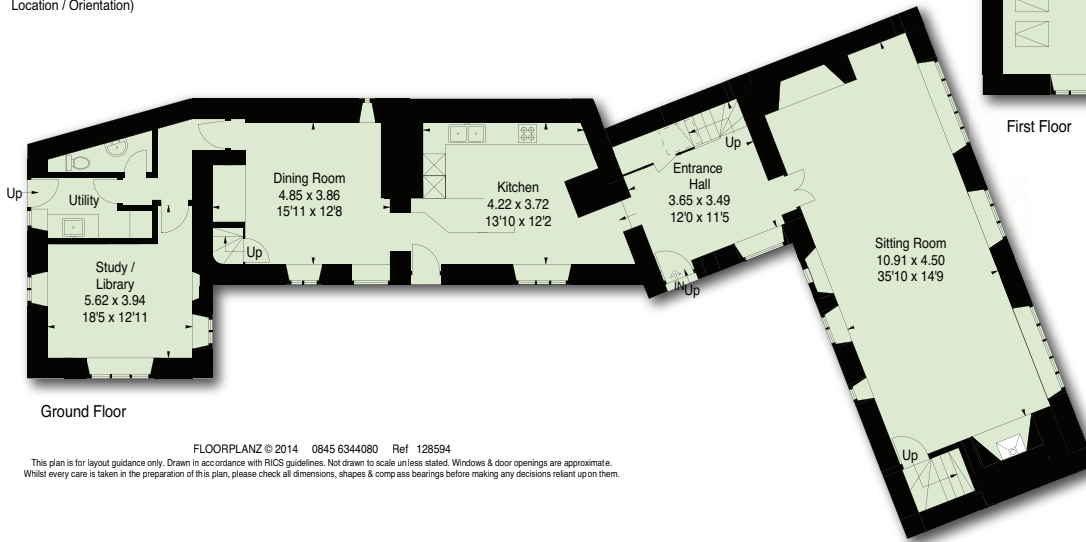 Location / Orientation)
First Floor
Up
Utility
Dining Room
4.85 x 3.86
15'11 x 12'8
Up
Kitchen
4.22 x 3.72
13'10 x 12'2
Up
Entrance
Hall
3.65 x 3.49
12'0 x 11'5
IN
Up
Sitting Room
10.91 x 4.50
35'10 x 14'9
Up
Study /
Library
5.62 x 3.94
18'5 x 12'11
Ground Floor
FLOORPLANZ © 2014 0845 6344080 Ref 128594
This plan is for layout guidance only. Drawn in accordance with RICS guidelines. Not drawn to scale unless stated. Windows & door openings are approximate.
Whilst every care is taken in the preparation of this plan, please check all dimensions, shapes & compass bearings before making any decisions reliant upon them.